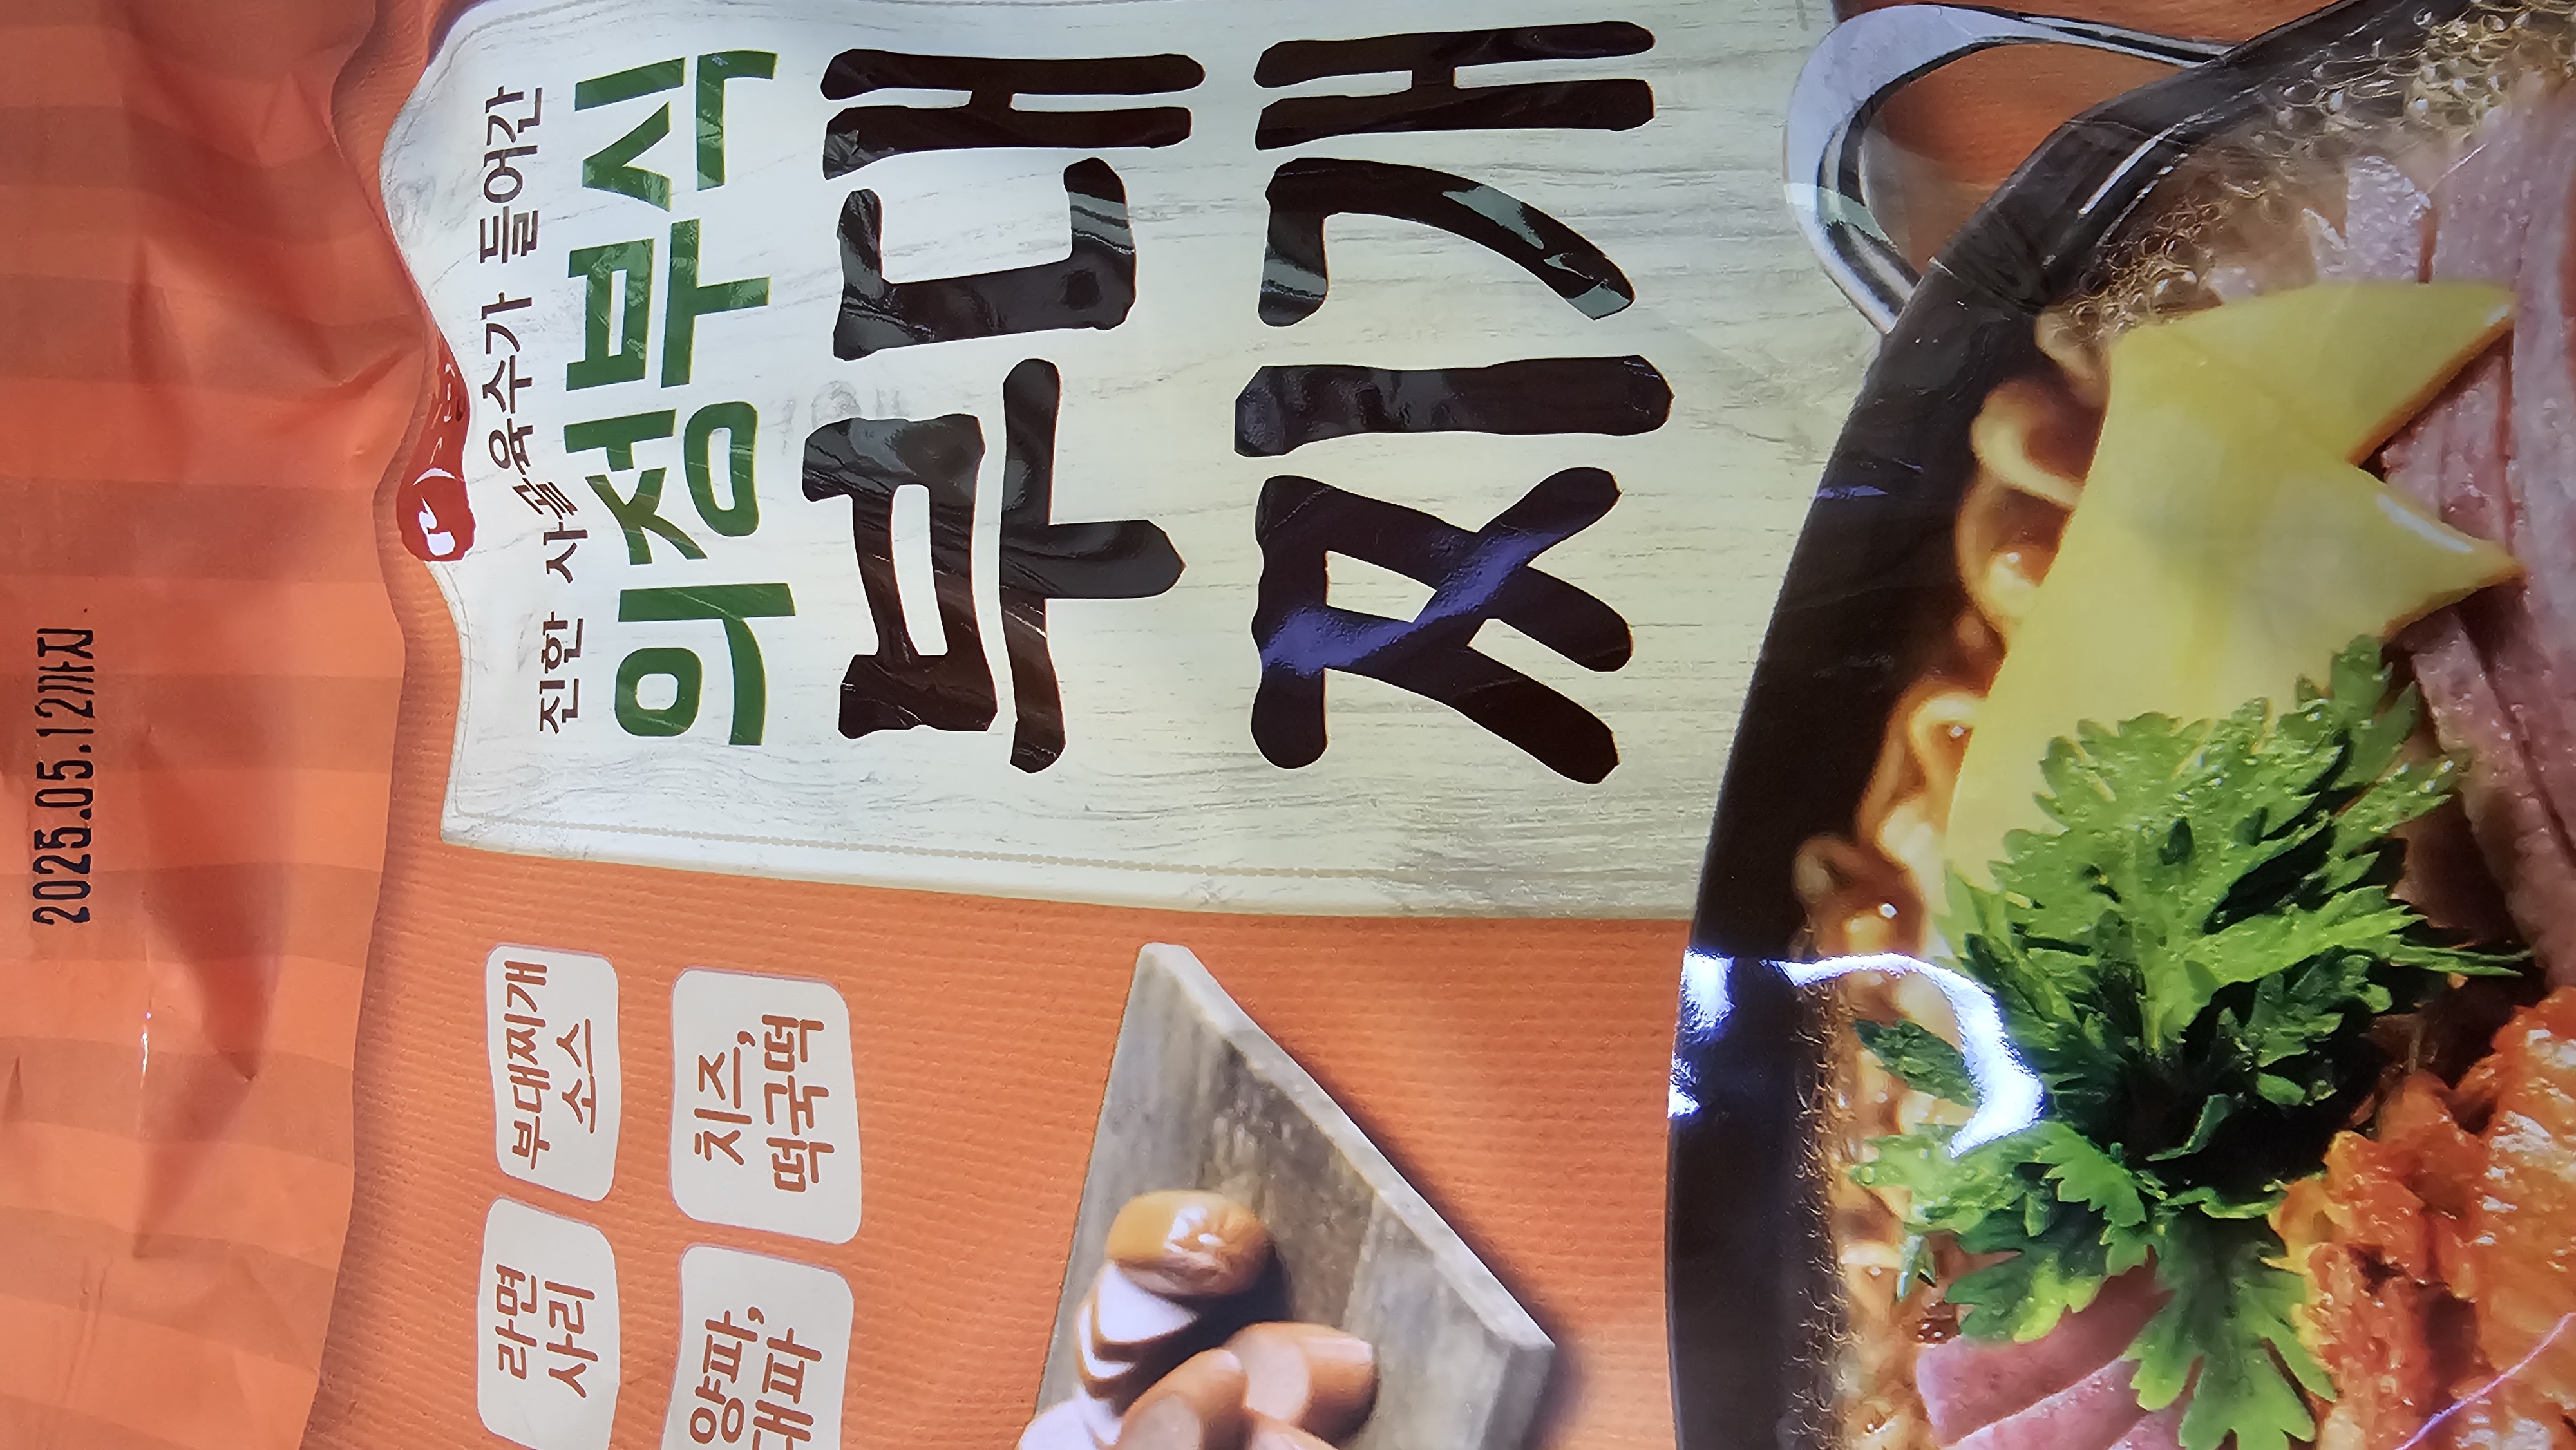 2025.05.12까지
진한 사골육수가 들어간
의정부식
부대
찌개
라면
사리
부대찌개
소스
양파,
대파
치즈,
떡국떡